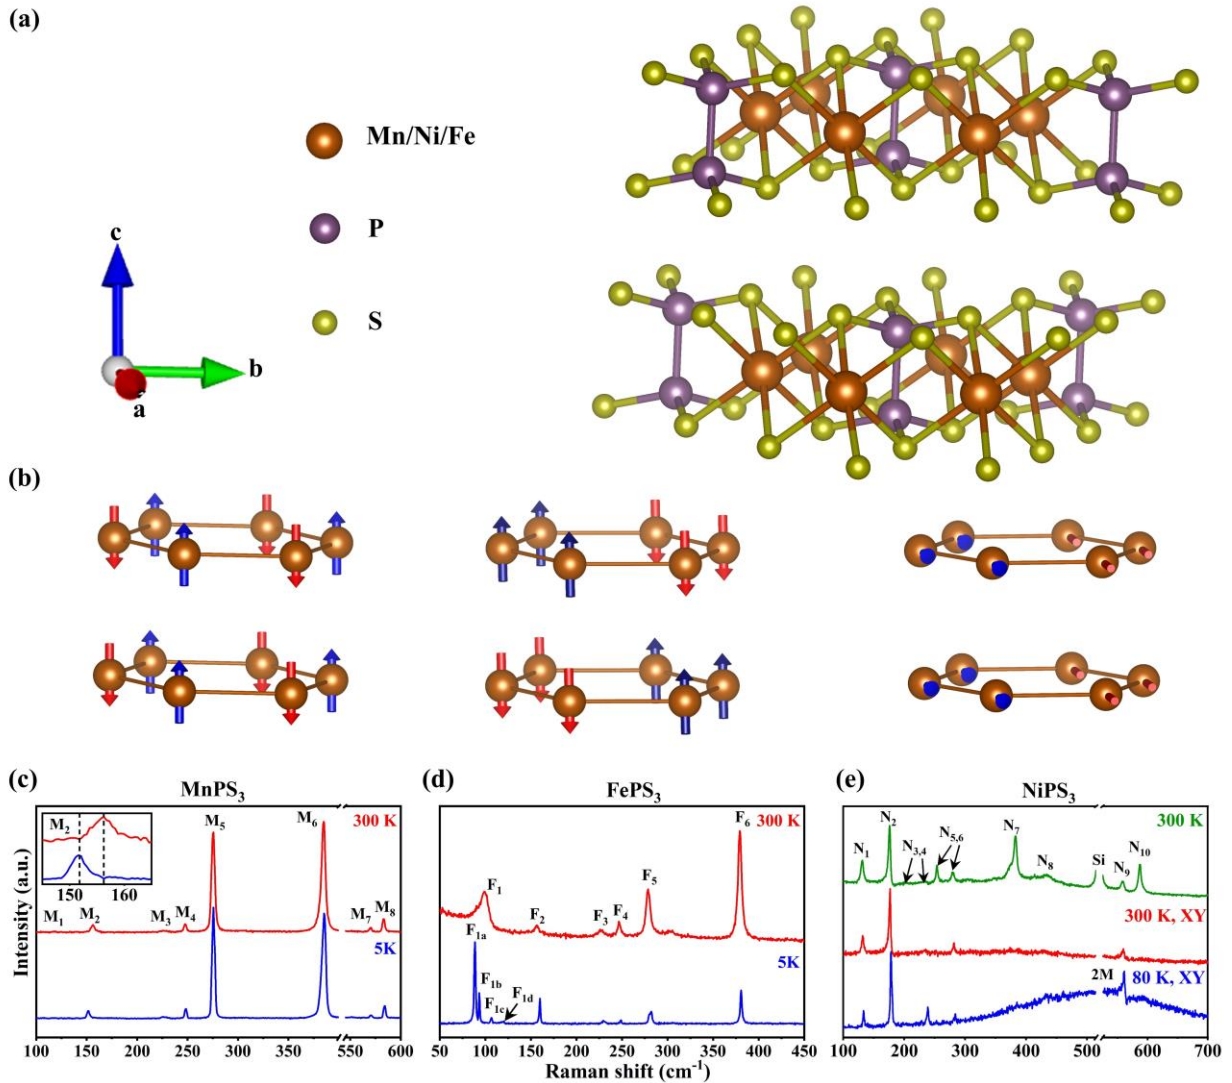 (a)
Mn/Ni/Fe
P
S
c
b
a
(b)
(c)
MnPS₃
M₂
150 160
300 K
M₁
M₂
M₃
M₄
M₅
M₆
M₇
M₈
5K
Intensity (a.u.)
100 150 200 250 300 350 550 600
(d)
FePS₃
300 K
F₁
F₂
F₃
F₄
F₅
F₆
F₁ₐ
F₁b
F₁c
F₁d
5K
50 100 150 200 250 300 350 400 450
Raman shift (cm⁻¹)
(e)
NiPS₃
300 K
N₁
N₂
N₃,₄
N₅,₆
N₇
N₈
Si
N₉
N₁₀
300 K, XY
2M
80 K, XY
100 200 300 400 500 600 700